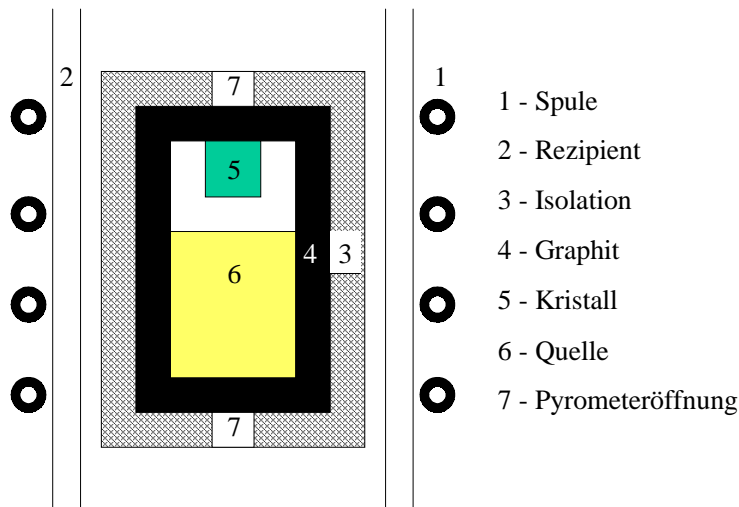 7
2
1
5
4
3
6
7
1 - Spule
2 - Rezipient
3 - Isolation
4 - Graphit
5 - Kristall
6 - Quelle
7 - Pyrometeröffnung